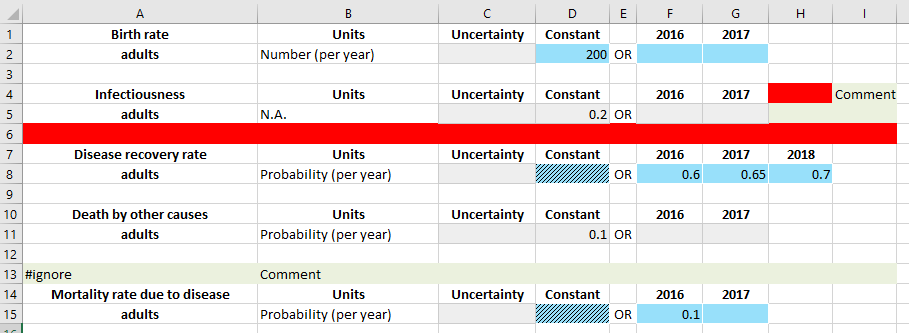 A B C D E F G H I
1 Birth rate Units Uncertainty Constant 2016 2017
2 adults Number (per year) 200 OR
3
4 Infectiousness Units Uncertainty Constant 2016 2017 Comment
5 adults N.A. 0.2 OR
6
7 Disease recovery rate Units Uncertainty Constant 2016 2017 2018
8 adults Probability (per year) OR 0.6 0.65 0.7
9
10 Death by other causes Units Uncertainty Constant 2016 2017
11 adults Probability (per year) 0.1 OR
12
13 #ignore Comment
14 Mortality rate due to disease Units Uncertainty Constant 2016 2017
15 adults Probability (per year) OR 0.1